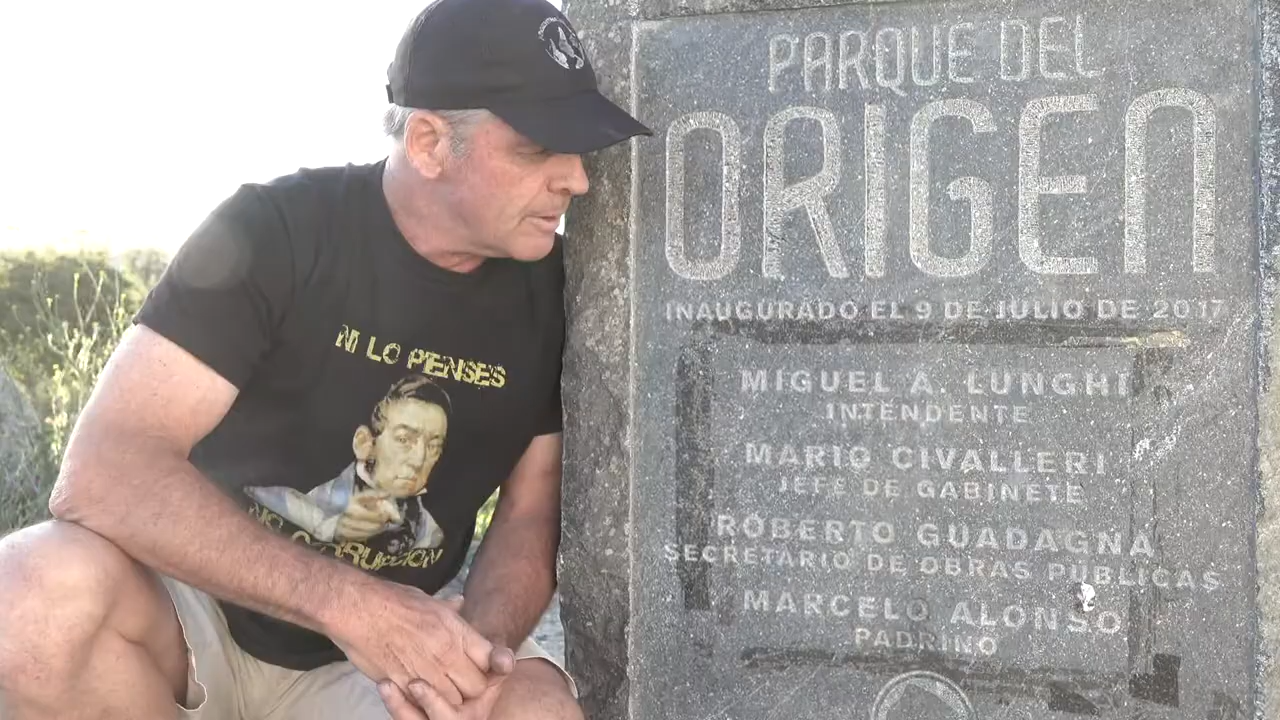 NI LO PIENSES
NO CORRUPCION
PARQUE DEL
ORIGEN
INAUGURADO EL 9 DE JULIO DE 2017
MIGUEL A. LUNGHI
INTENDENTE
MARIO CIVALLERI
JEFE DE GABINETE
ROBERTO GUADAGNA
SECRETARIO DE OBRAS PUBLICAS
MARCELO ALONSO
PADRINO